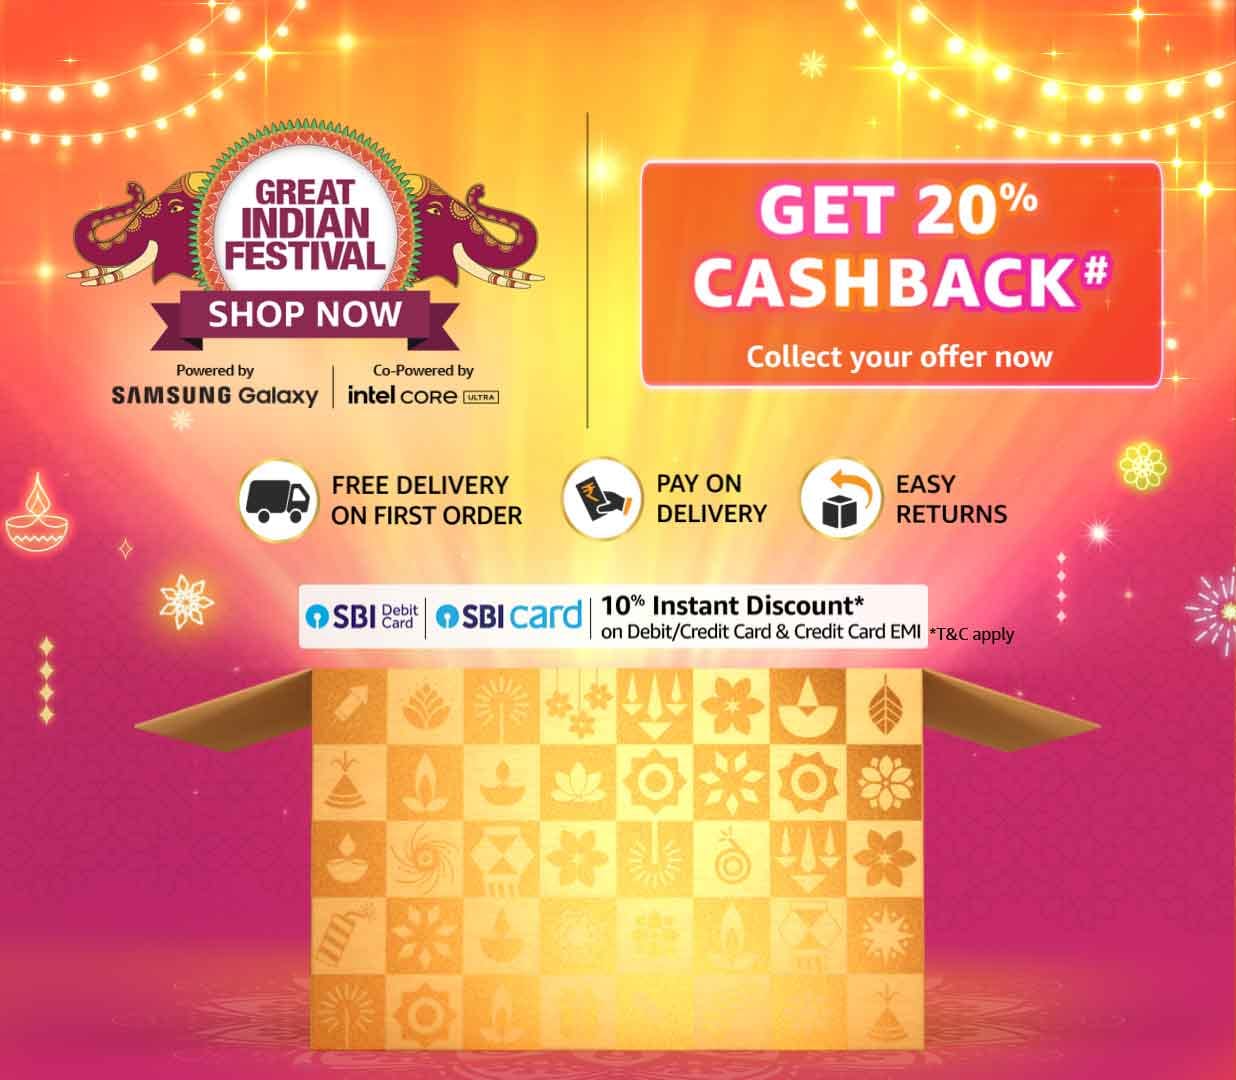 GREAT
INDIAN
FESTIVAL
SHOP NOW
Powered by
SAMSUNG Galaxy
Co-Powered by
intel CORE ULTRA
GET 20%
CASHBACK#
Collect your offer now
FREE DELIVERY
ON FIRST ORDER
PAY ON
DELIVERY
EASY
RETURNS
SBI Debit Card
SBI card
10% Instant Discount*
on Debit/Credit Card & Credit Card EMI
*T&C apply